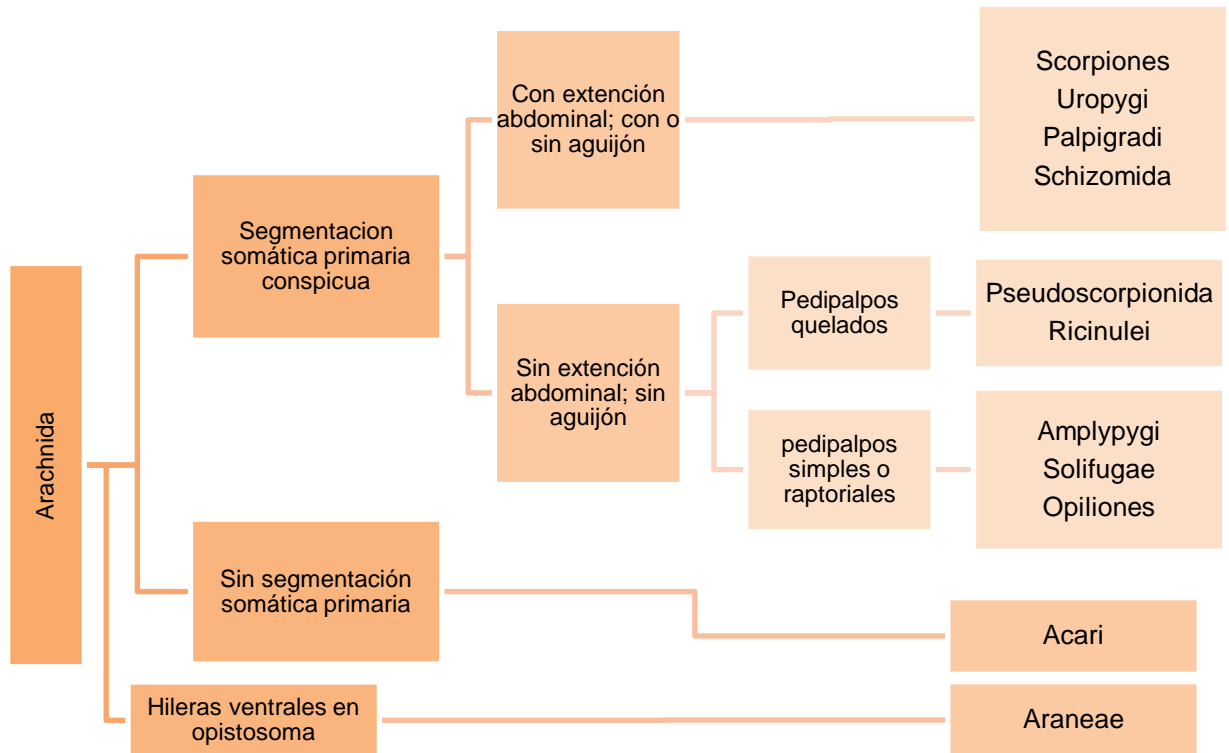 Arachnida
Segmentacion
somática primaria
conspicua
Con extención
abdominal; con o
sin aguijón
Scorpiones
Uropygi
Palpigradi
Schizomida
Sin extención
abdominal; sin
aguijón
Pedipalpos
quelados
Pseudoscorpionida
Ricinulei
pedipalpos
simples o
raptoriales
Amplypygi
Solifugae
Opiliones
Sin segmentación
somática primaria
Acari
Hileras ventrales en
opistosoma
Araneae